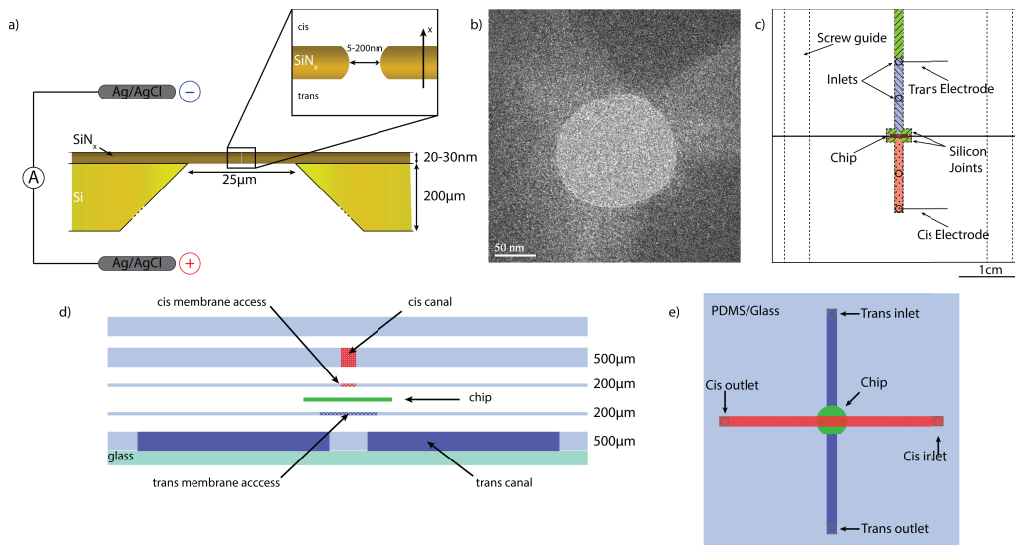 a)
cis
5-200nm
x
SiNx
trans
Ag/AgCl
−
SiNx
20-30nm
A
25μm
Si
200μm
Ag/AgCl
+
b)
50 nm
c)
Screw guide
Inlets
Trans Electrode
Chip
Silicon
Joints
Cis Electrode
1cm
d)
cis membrane access
cis canal
500μm
200μm
chip
200μm
500μm
glass
trans membrane acccess
trans canal
e)
PDMS/Glass
Trans inlet
Cis outlet
Chip
Cis inlet
Trans outlet